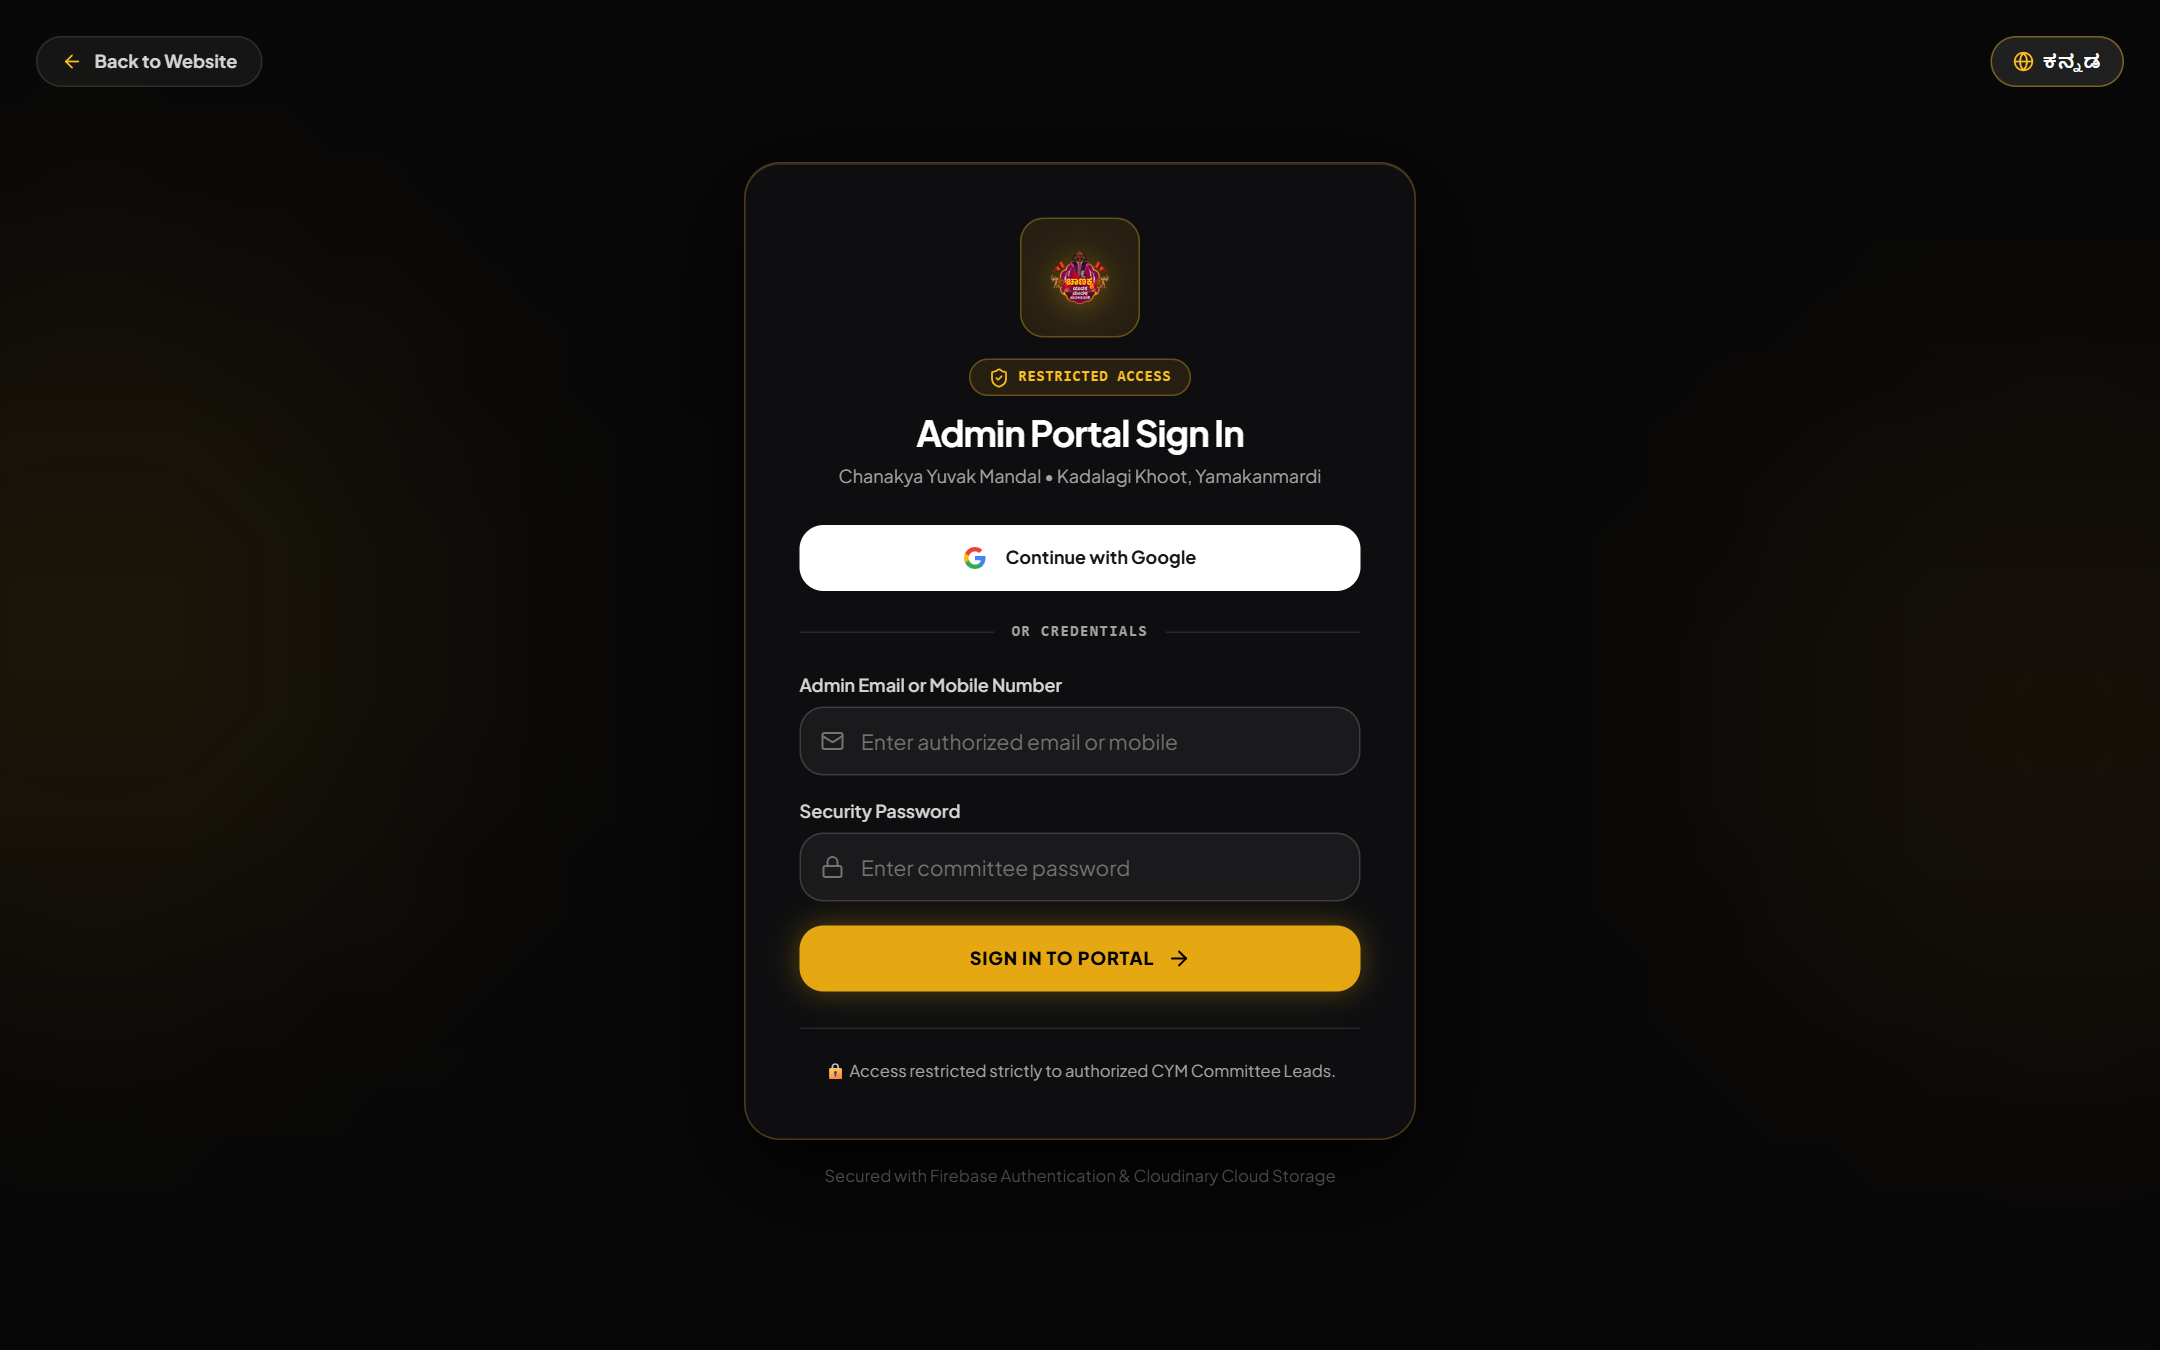 Back to Website
ಕನ್ನಡ
ಚಾಣಕ್ಯ
RESTRICTED ACCESS
Admin Portal Sign In
Chanakya Yuvak Mandal • Kadalagi Khoot, Yamakanmardi
Continue with Google
OR CREDENTIALS
Admin Email or Mobile Number
Enter authorized email or mobile
Security Password
Enter committee password
SIGN IN TO PORTAL
🔒 Access restricted strictly to authorized CYM Committee Leads.
Secured with Firebase Authentication & Cloudinary Cloud Storage